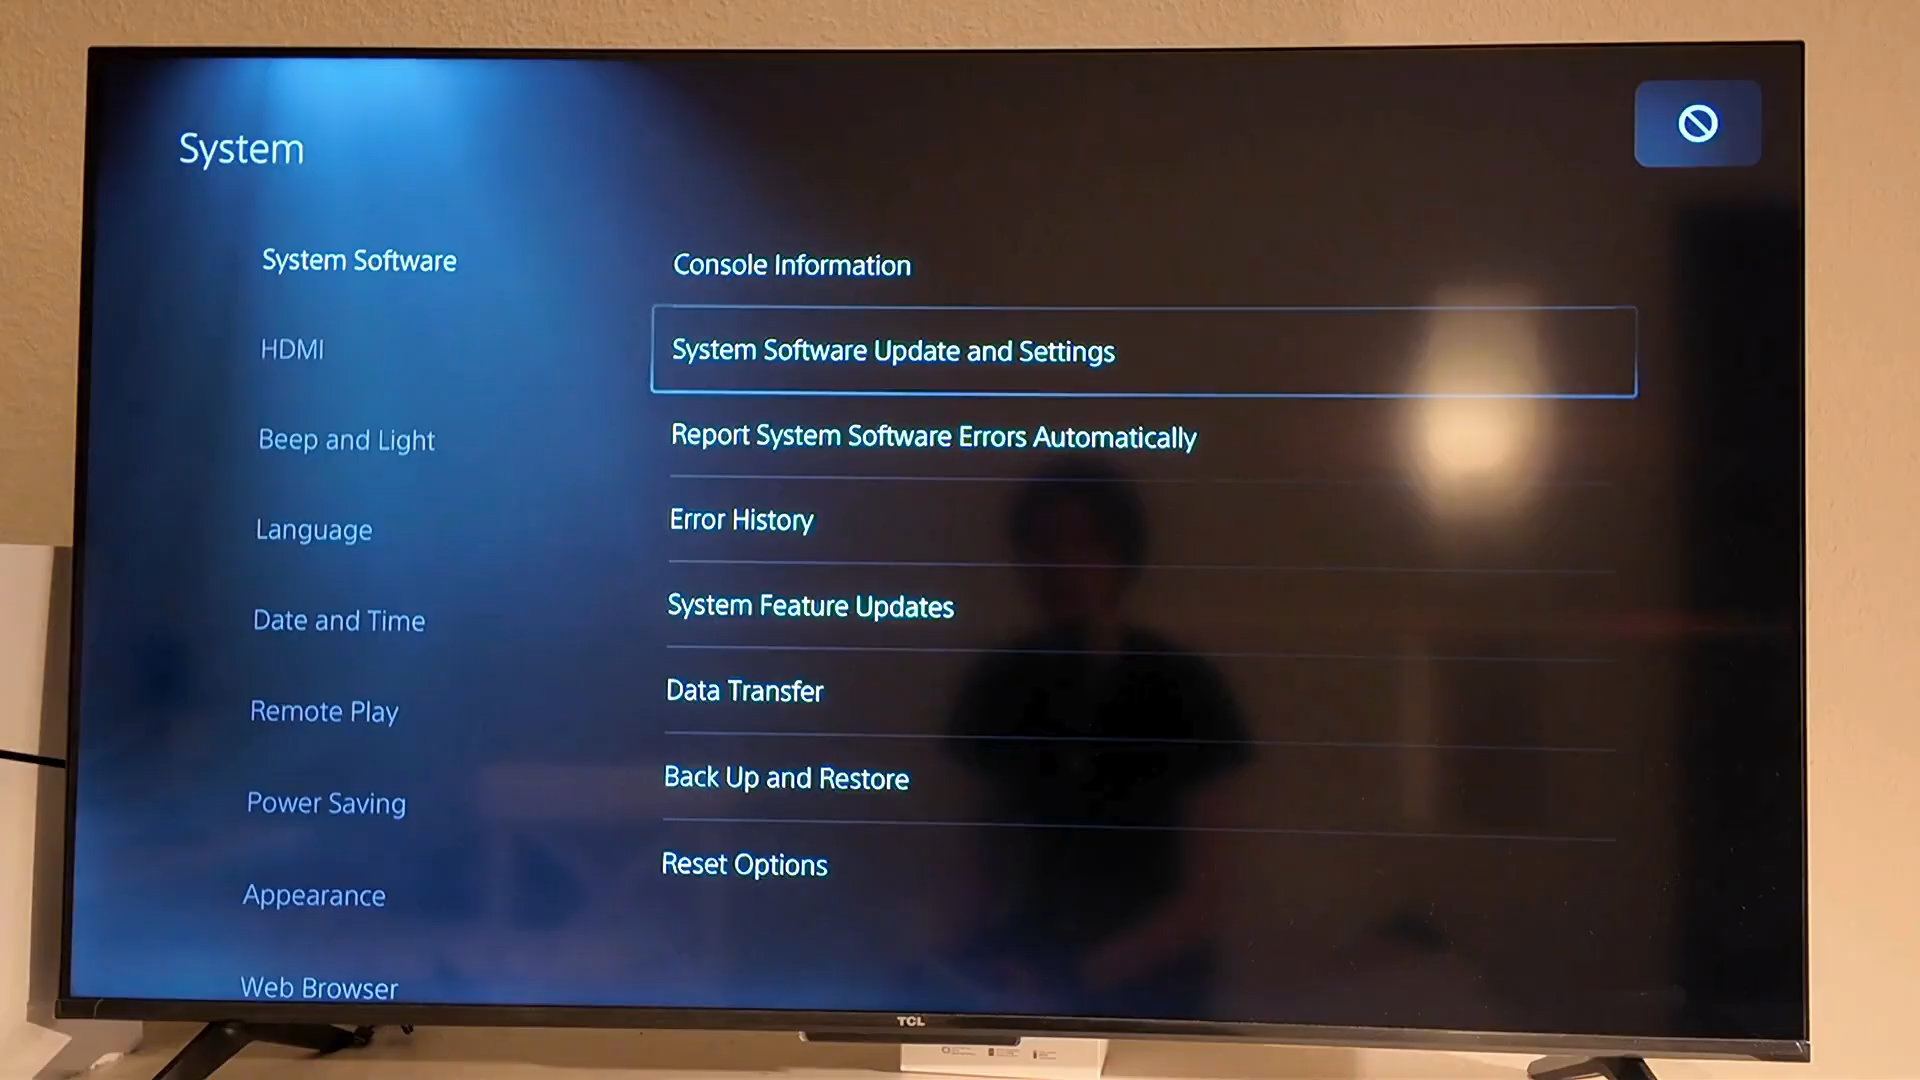 System
System Software
HDMI
Beep and Light
Language
Date and Time
Remote Play
Power Saving
Appearance
Web Browser
Console Information
System Software Update and Settings
Report System Software Errors Automatically
Error History
System Feature Updates
Data Transfer
Back Up and Restore
Reset Options
TCL